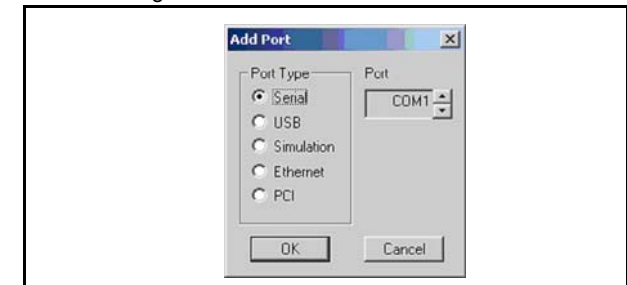 Add Port
Port Type
Serial
USB
Simulation
Ethernet
PCI
Port
COM1
OK
Cancel